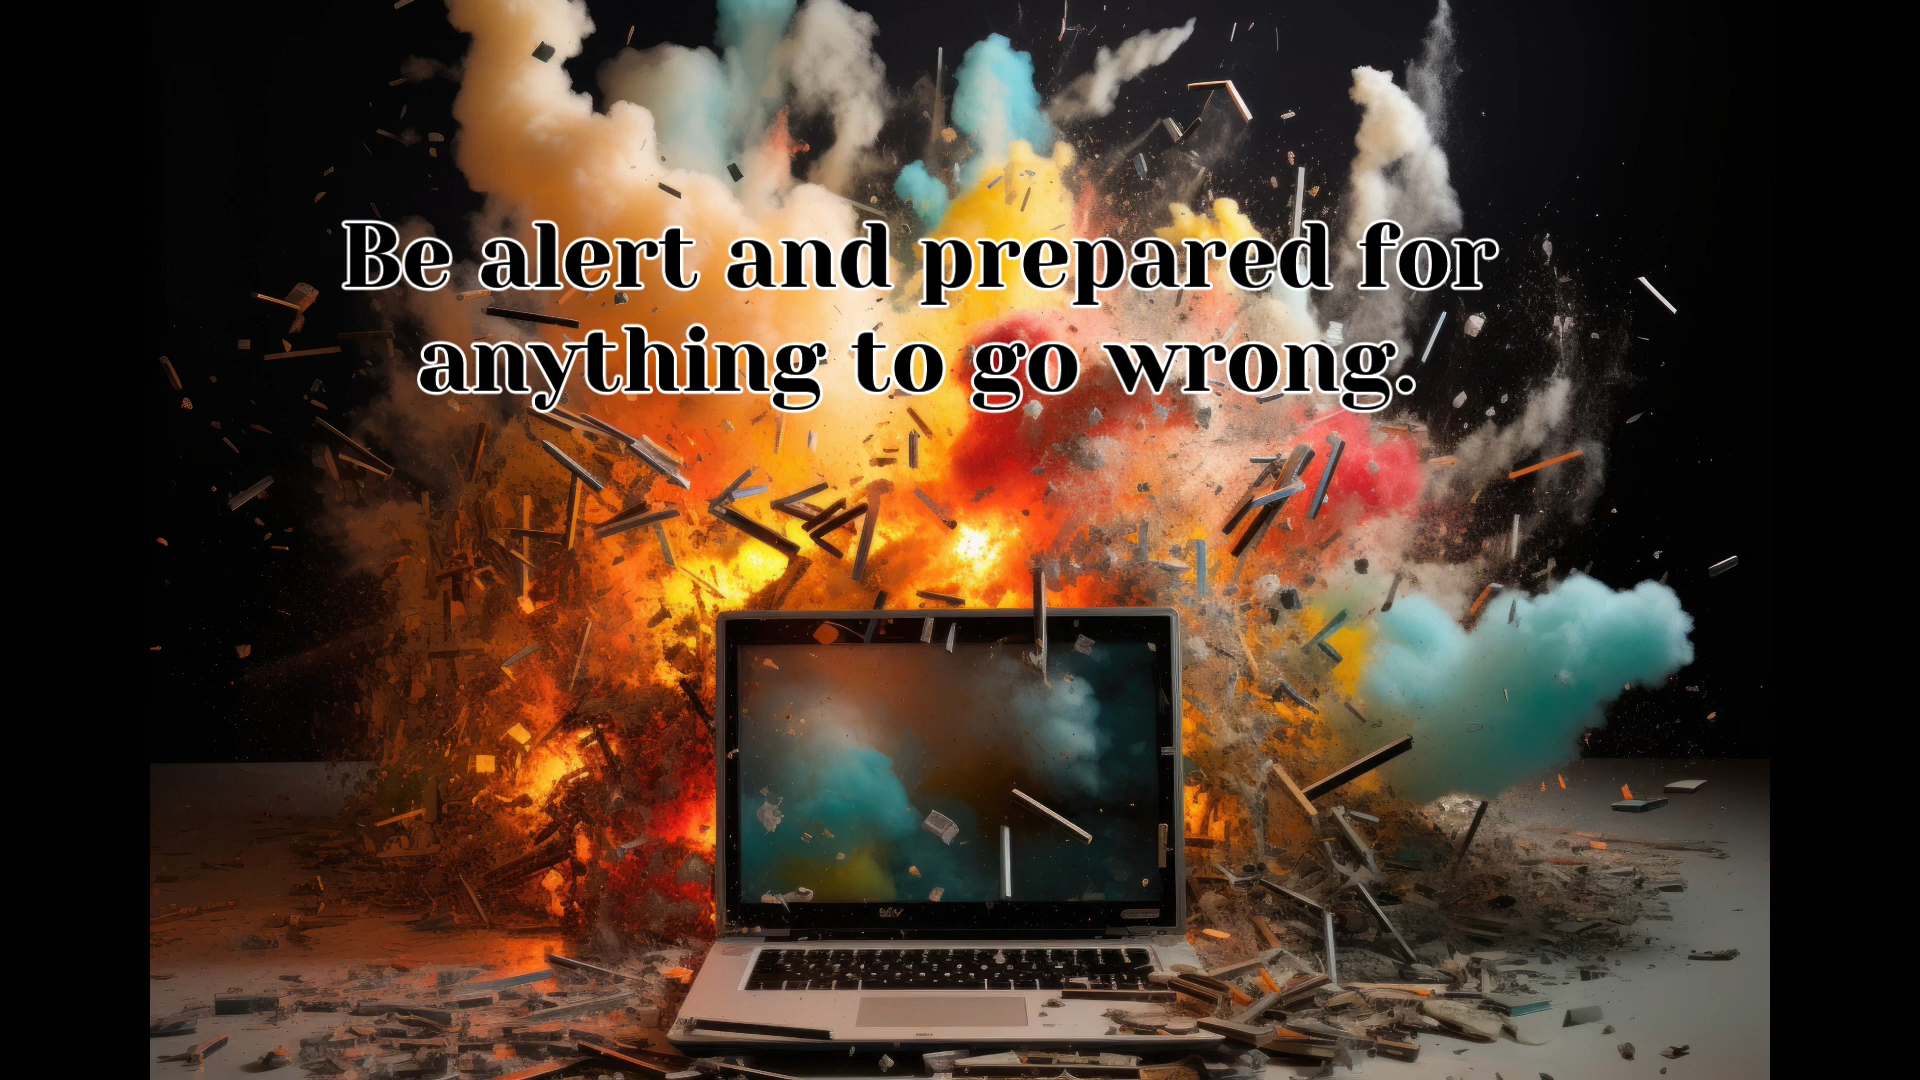 Be alert and prepared for
anything to go wrong.